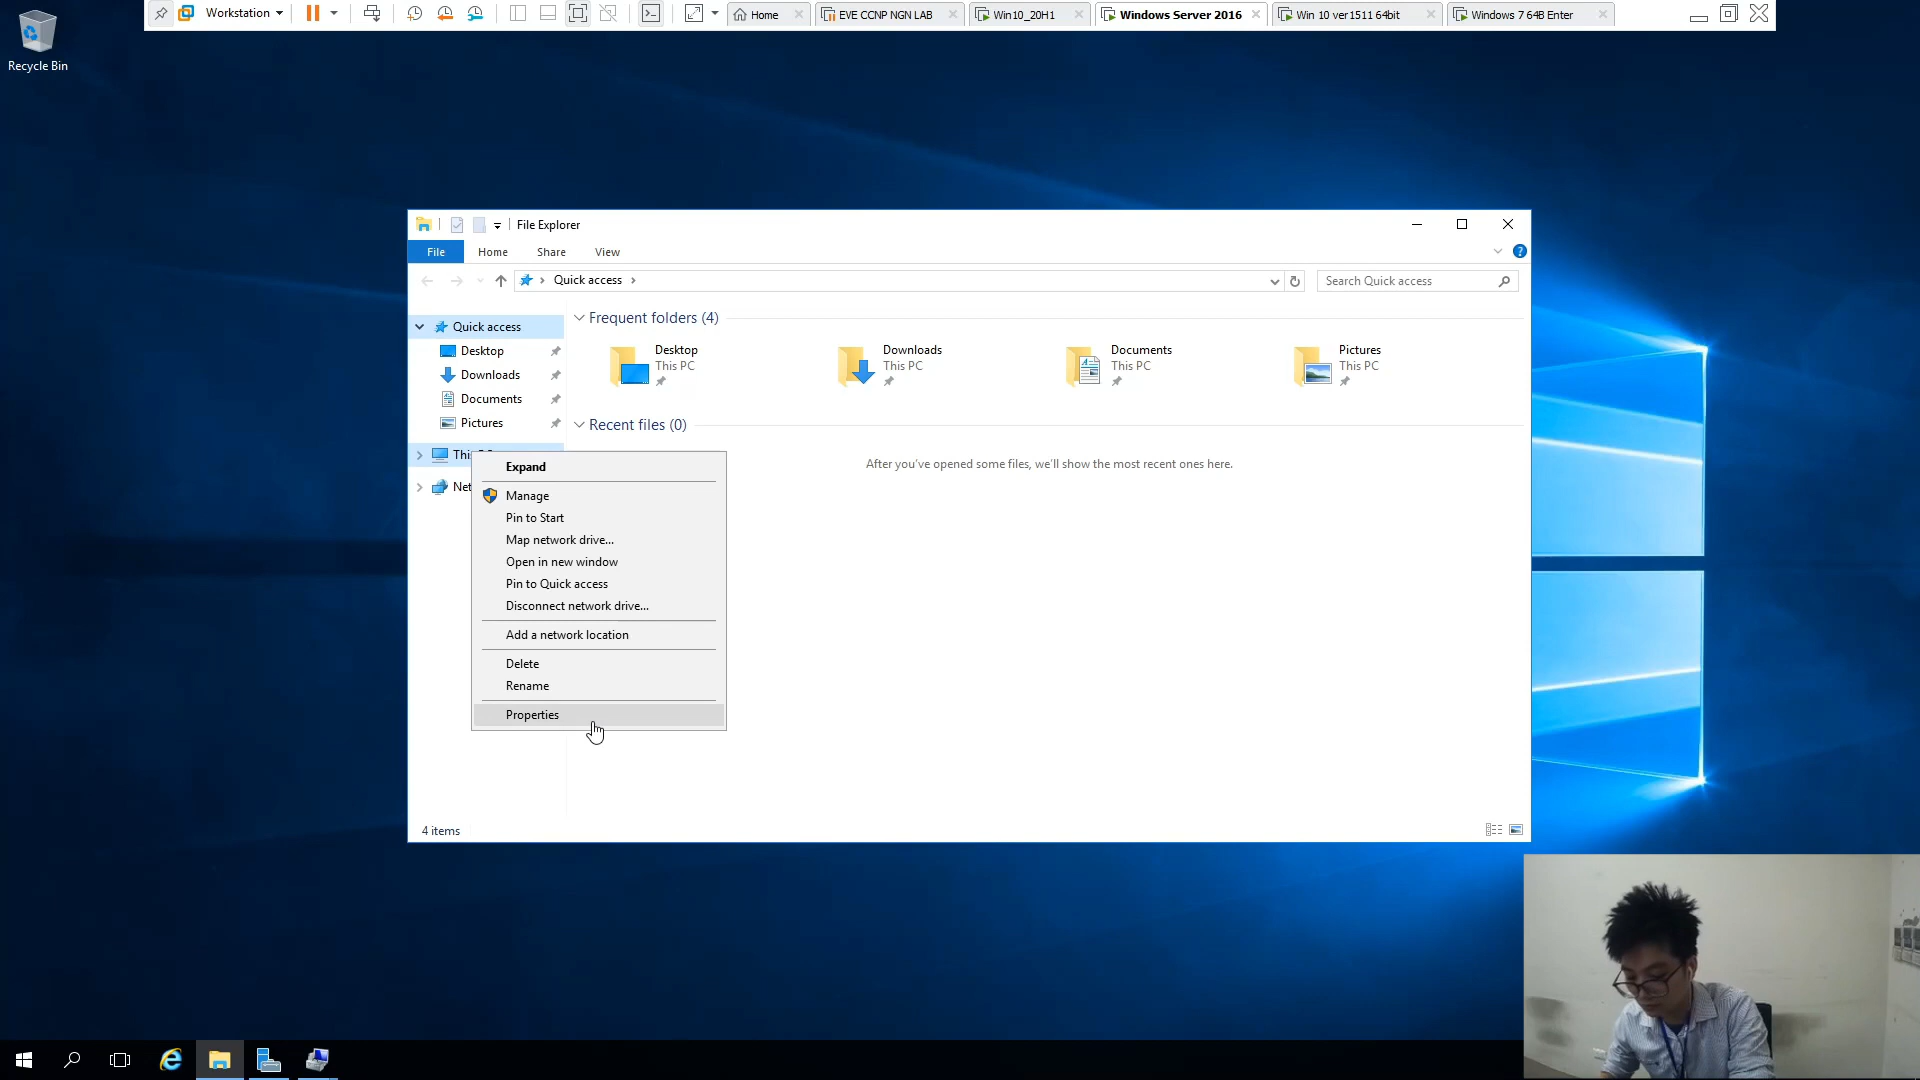 Workstation
Home
EVE CCNP NGN LAB
Win10_20H1
Windows Server 2016
Win 10 ver1511 64bit
Windows 7 64B Enter
Recycle Bin
File Explorer
File
Home
Share
View
Quick access
Search Quick access
Quick access
Desktop
Downloads
Documents
Pictures
Frequent folders (4)
Desktop
This PC
Downloads
This PC
Documents
This PC
Pictures
This PC
Recent files (0)
After you've opened some files, we'll show the most recent ones here.
Expand
Manage
Pin to Start
Map network drive...
Open in new window
Pin to Quick access
Disconnect network drive...
Add a network location
Delete
Rename
Properties
4 items